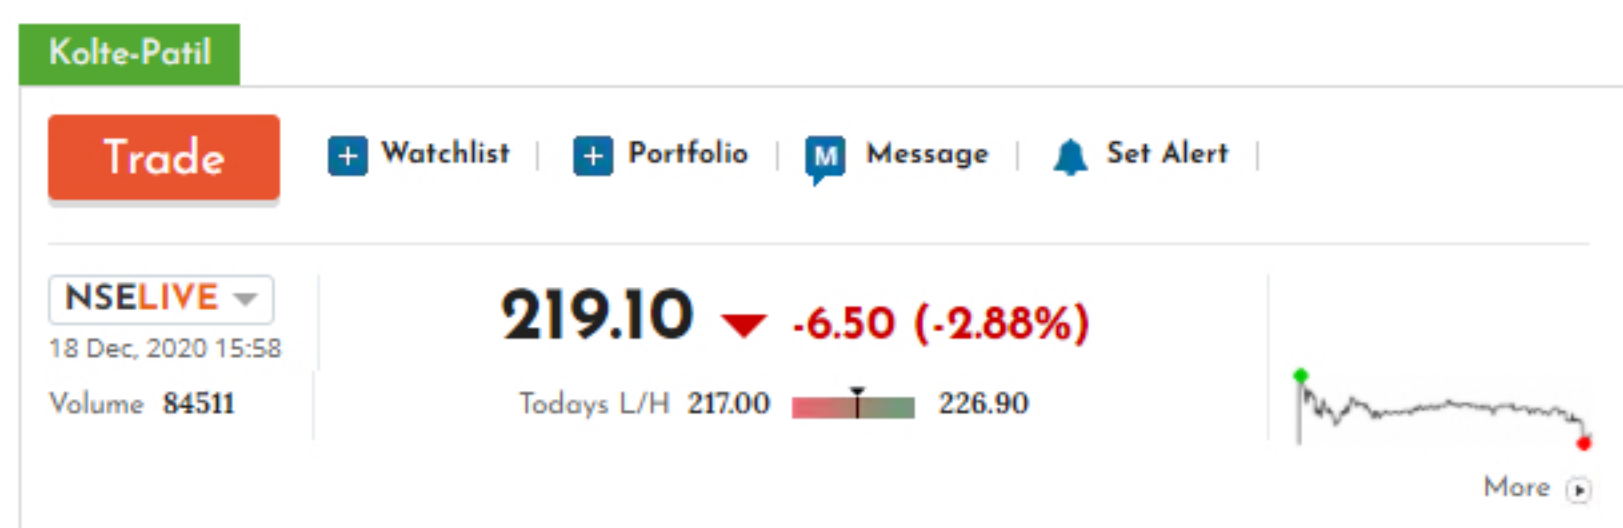 Kolte-Patil
Trade
Watchlist
Portfolio
M Message
Set Alert
NSELIVE
18 Dec, 2020 15:58
219.10 -6.50 (-2.88%)
Volume 84511
Todays L/H 217.00 226.90
More